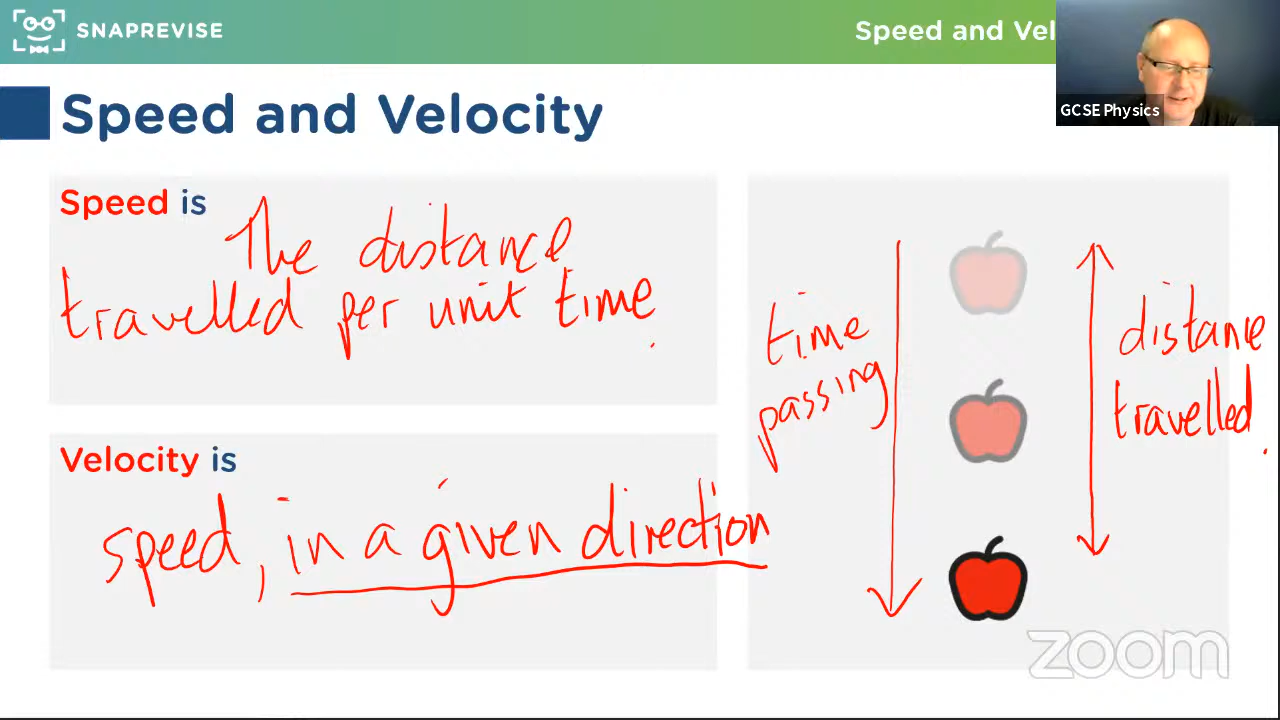 SNAPREVISE
Speed and Vel
GCSE Physics
Speed and Velocity
Speed is
The distance
travelled per unit time.
Velocity is
speed, in a given direction
time
passing
distance
travelled.
zoom